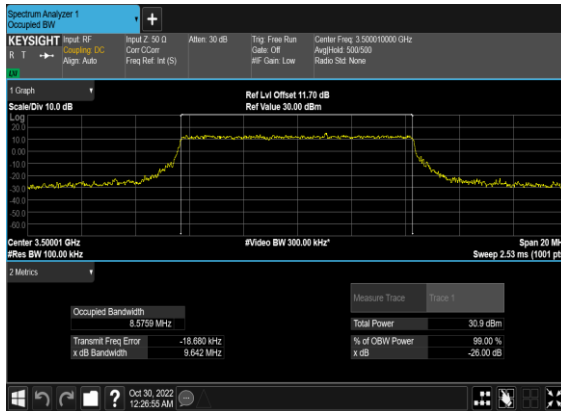 Spectrum Analyzer 1
Occupied BW
+
KEYSIGHT
R T
LXI
Input: RF
Coupling: DC
Align: Auto
Input Z: 50 Ω
Corr CCorr
Freq Ref: Int (S)
Atten: 30 dB
Trig: Free Run
Gate: Off
#IF Gain: Low
Center Freq: 3.500010000 GHz
Avg|Hold: 500/500
Radio Std: None
1 Graph
Scale/Div 10.0 dB
Ref Lvl Offset 11.70 dB
Ref Value 30.00 dBm
Log
20.0
10.0
0.00
-10.0
-20.0
-30.0
-40.0
-50.0
-60.0
Center 3.50001 GHz
#Res BW 100.00 kHz
#Video BW 300.00 kHz*
Span 20 MH
Sweep 2.53 ms (1001 pt
2 Metrics
Measure Trace
Trace 1
Occupied Bandwidth
8.5759 MHz
Total Power
30.9 dBm
Transmit Freq Error
-18.680 kHz
% of OBW Power
99.00 %
x dB Bandwidth
9.642 MHz
x dB
-26.00 dB
?
Oct 30, 2022
12:26:55 AM